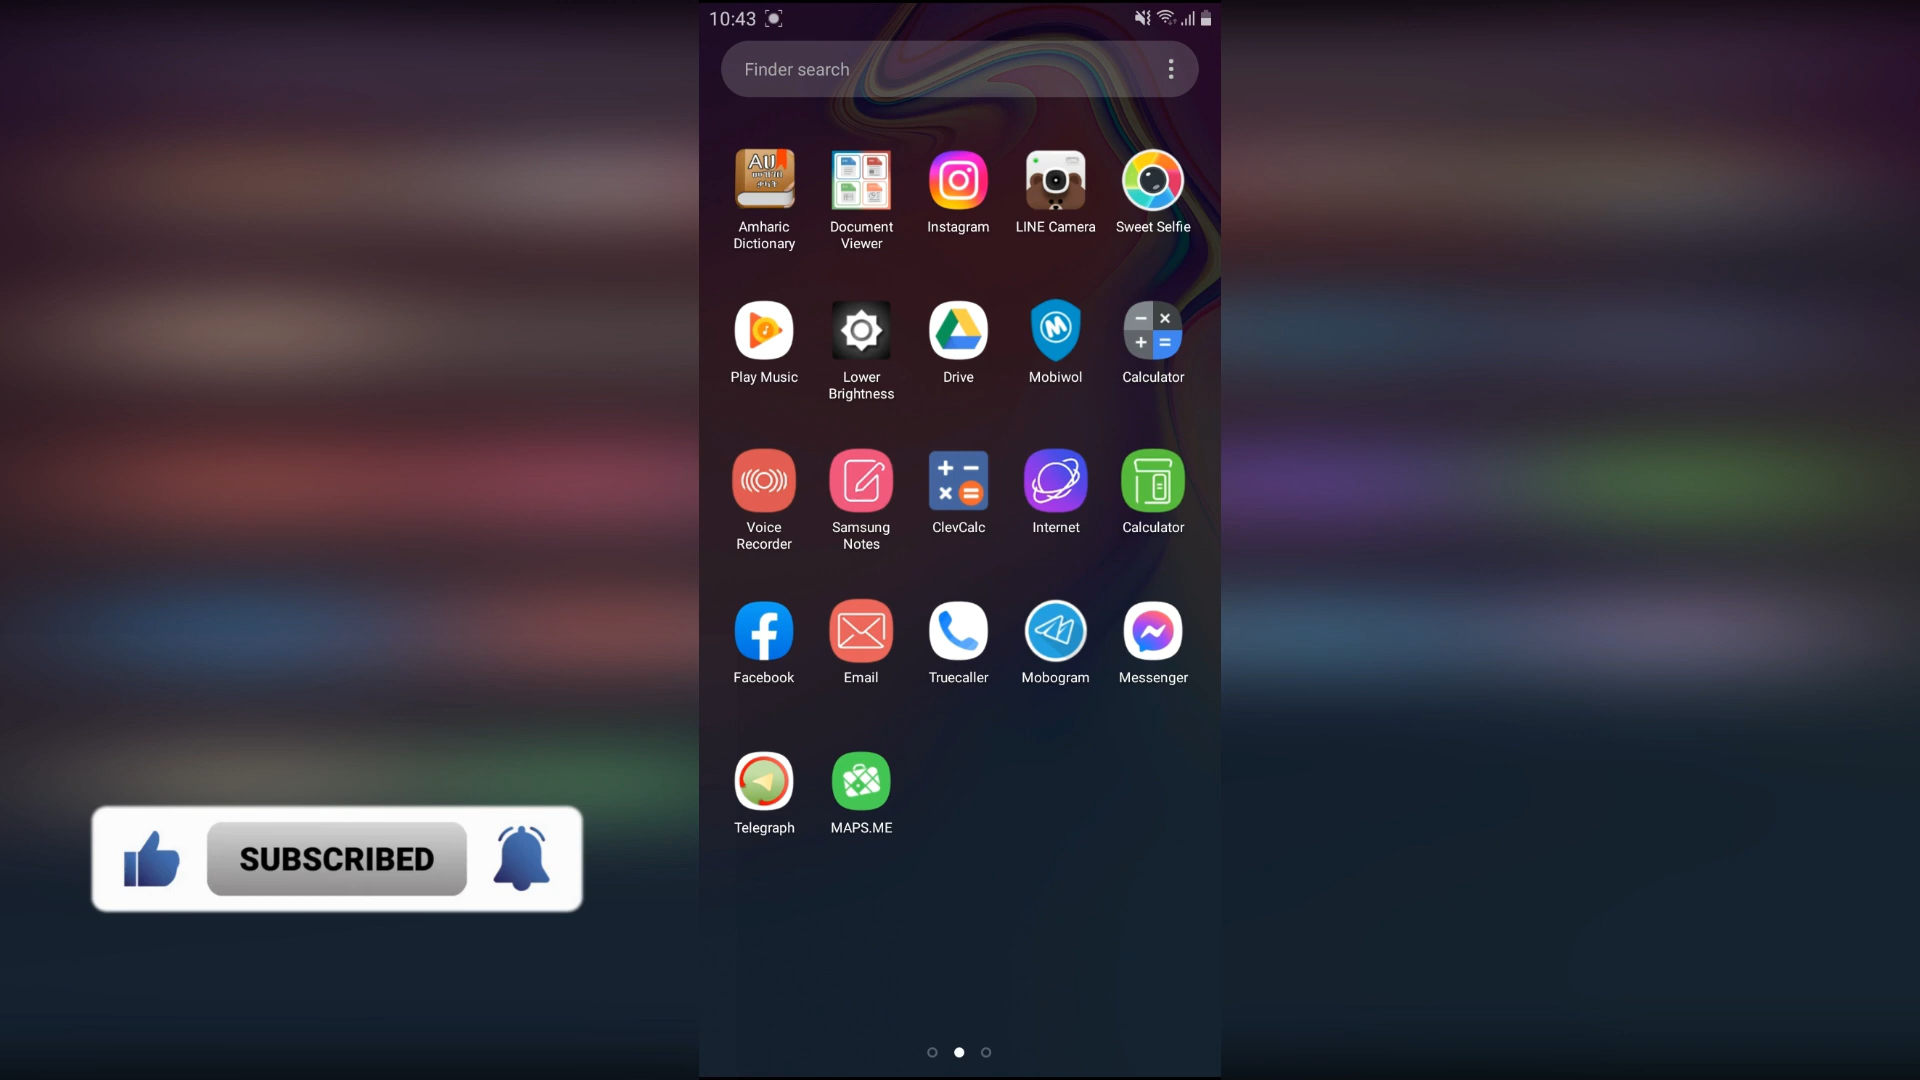 10:43
Finder search
Amharic
Dictionary
Document
Viewer
Instagram
LINE Camera
Sweet Selfie
Play Music
Lower
Brightness
Drive
Mobiwol
Calculator
Voice
Recorder
Samsung
Notes
ClevCalc
Internet
Calculator
Facebook
Email
Truecaller
Mobogram
Messenger
Telegraph
MAPS.ME
SUBSCRIBED